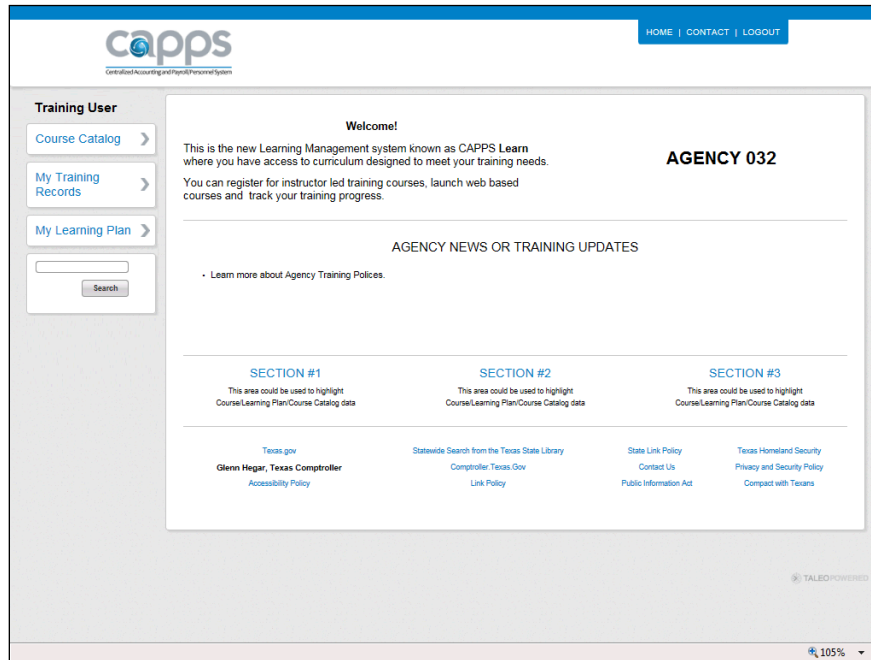 capps
Centralized Accounting and Payroll/Personnel System
HOME | CONTACT | LOGOUT
Training User
Course Catalog
My Training
Records
My Learning Plan
Search
Welcome!
This is the new Learning Management system known as CAPPS Learn
where you have access to curriculum designed to meet your training needs.
You can register for instructor led training courses, launch web based
courses and track your training progress.
AGENCY 032
AGENCY NEWS OR TRAINING UPDATES
• Learn more about Agency Training Polices.
SECTION #1
This area could be used to highlight
Course/Learning Plan/Course Catalog data
SECTION #2
This area could be used to highlight
Course/Learning Plan/Course Catalog data
SECTION #3
This area could be used to highlight
Course/Learning Plan/Course Catalog data
Texas.gov
Statewide Search from the Texas State Library
State Link Policy
Texas Homeland Security
Glenn Hegar, Texas Comptroller
Comptroller.Texas.Gov
Contact Us
Privacy and Security Policy
Accessibility Policy
Link Policy
Public Information Act
Compact with Texans
TALEOPOWERED
105%